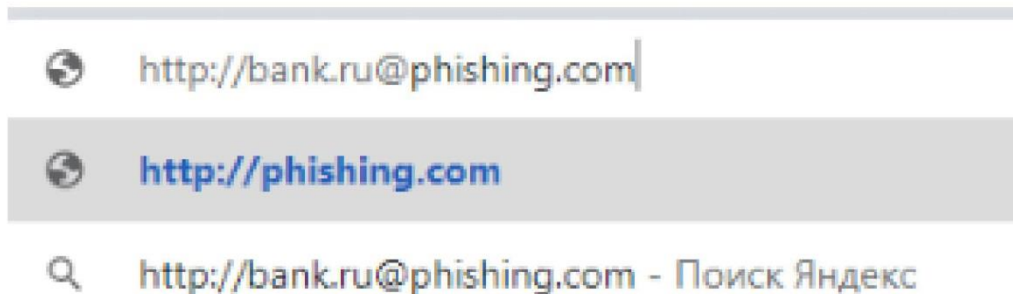 http://bank.ru@phishing.com
http://phishing.com
http://bank.ru@phishing.com - Поиск Яндекс